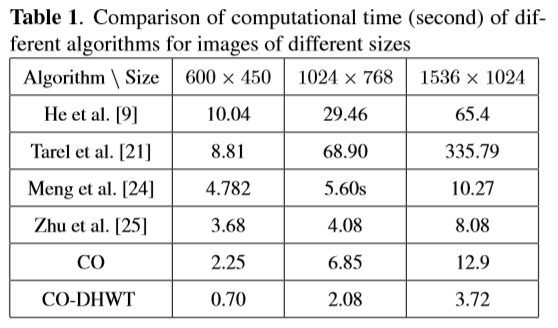 Table 1. Comparison of computational time (second) of dif-
ferent algorithms for images of different sizes
Algorithm \ Size 600 × 450 1024 × 768 1536 × 1024
He et al. [9] 10.04 29.46 65.4
Tarel et al. [21] 8.81 68.90 335.79
Meng et al. [24] 4.782 5.60s 10.27
Zhu et al. [25] 3.68 4.08 8.08
CO 2.25 6.85 12.9
CO-DHWT 0.70 2.08 3.72